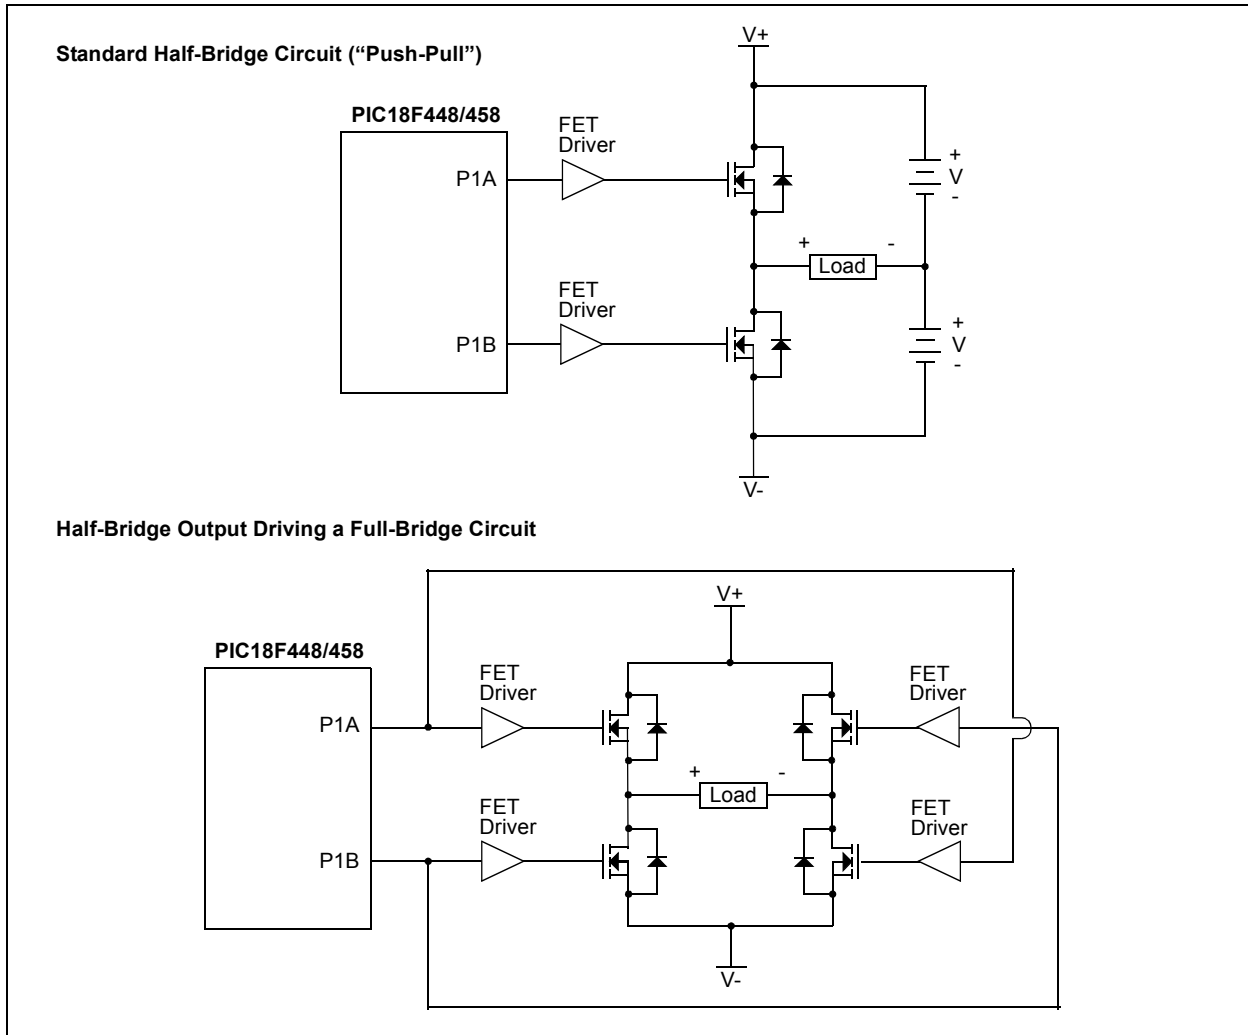 Standard Half-Bridge Circuit (“Push-Pull”)
V+
PIC18F448/458
FET
Driver
P1A
+
V
-
+ -
Load
FET
Driver
P1B
+
V
-
V-
Half-Bridge Output Driving a Full-Bridge Circuit
V+
PIC18F448/458
FET
Driver
FET
Driver
P1A
+ -
Load
FET
Driver
FET
Driver
P1B
V-